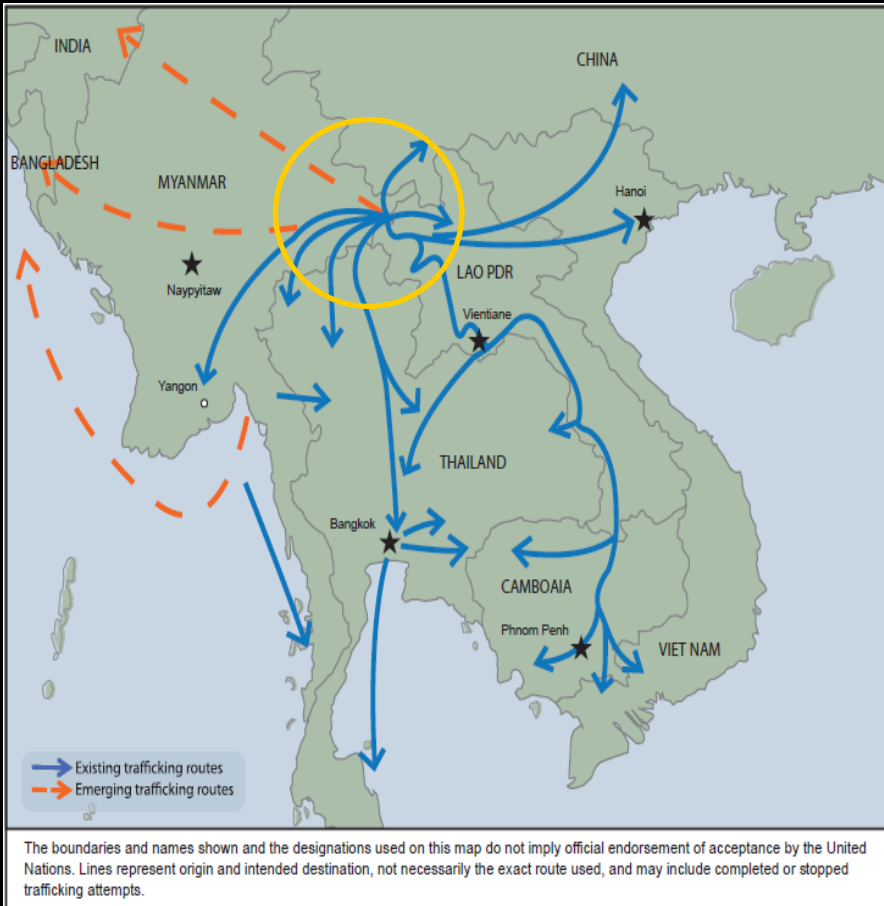 INDIA
CHINA
BANGLADESH
MYANMAR
Hanoi
Naypyitaw
LAO PDR
Vientiane
Yangon
THAILAND
Bangkok
CAMBOAIA
Phnom Penh
VIET NAM
Existing trafficking routes
Emerging trafficking routes
The boundaries and names shown and the designations used on this map do not imply official endorsement of acceptance by the United
Nations. Lines represent origin and intended destination, not necessarily the exact route used, and may include completed or stopped
trafficking attempts.